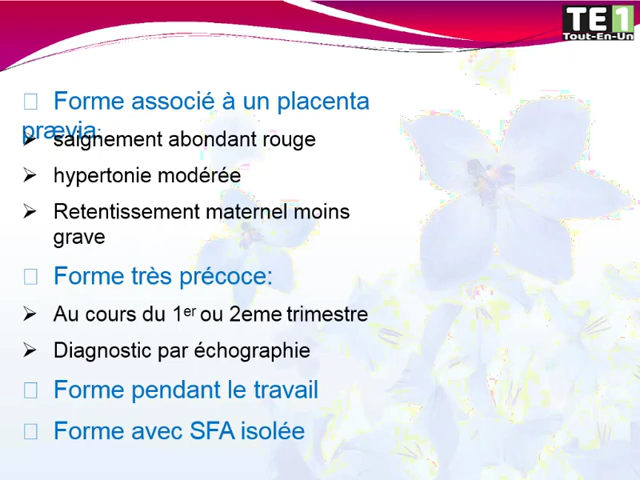 TE1
Tout-En-Un
Forme associé à un placenta
prævia:
saignement abondant rouge
hypertonie modérée
Retentissement maternel moins
grave
Forme très précoce:
Au cours du 1er ou 2eme trimestre
Diagnostic par échographie
Forme pendant le travail
Forme avec SFA isolée